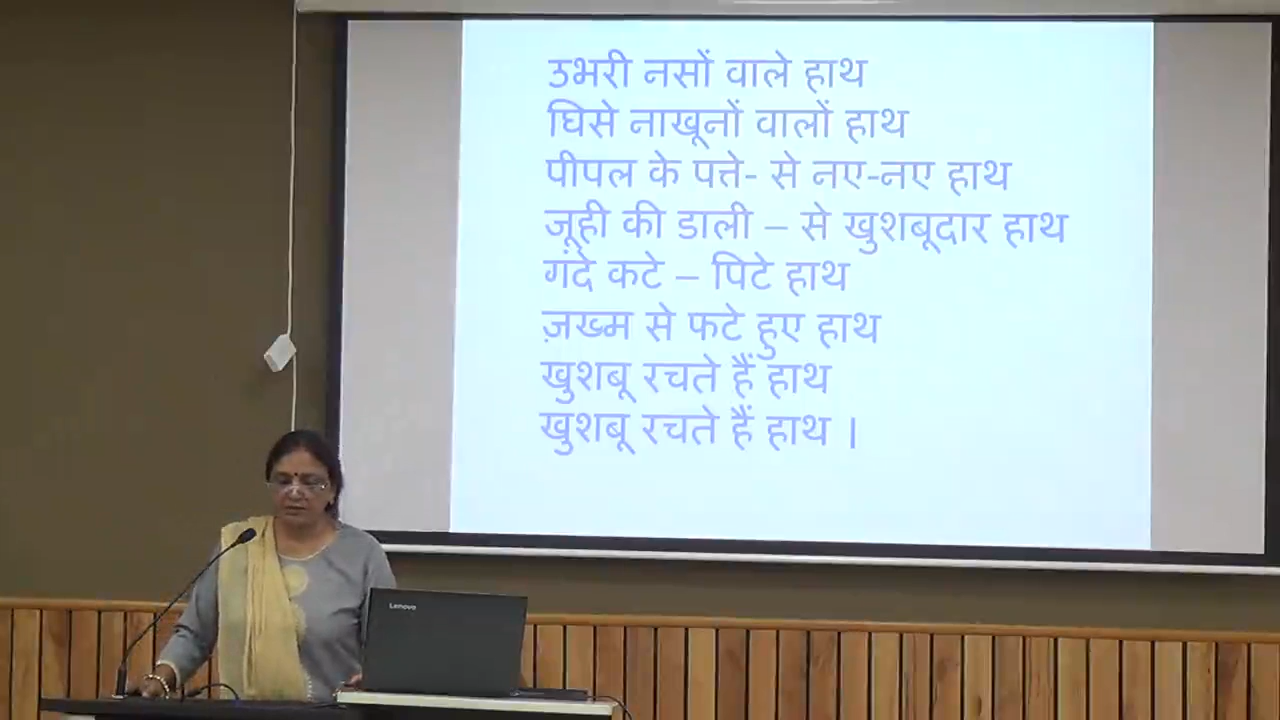 उभरी नसों वाले हाथ
घिसे नाखूनों वालों हाथ
पीपल के पत्ते- से नए-नए हाथ
जूही की डाली – से खुशबूदार हाथ
गंदे कटे – पिटे हाथ
ज़ख्म से फटे हुए हाथ
खुशबू रचते हैं हाथ
खुशबू रचते हैं हाथ ।
Lenovo